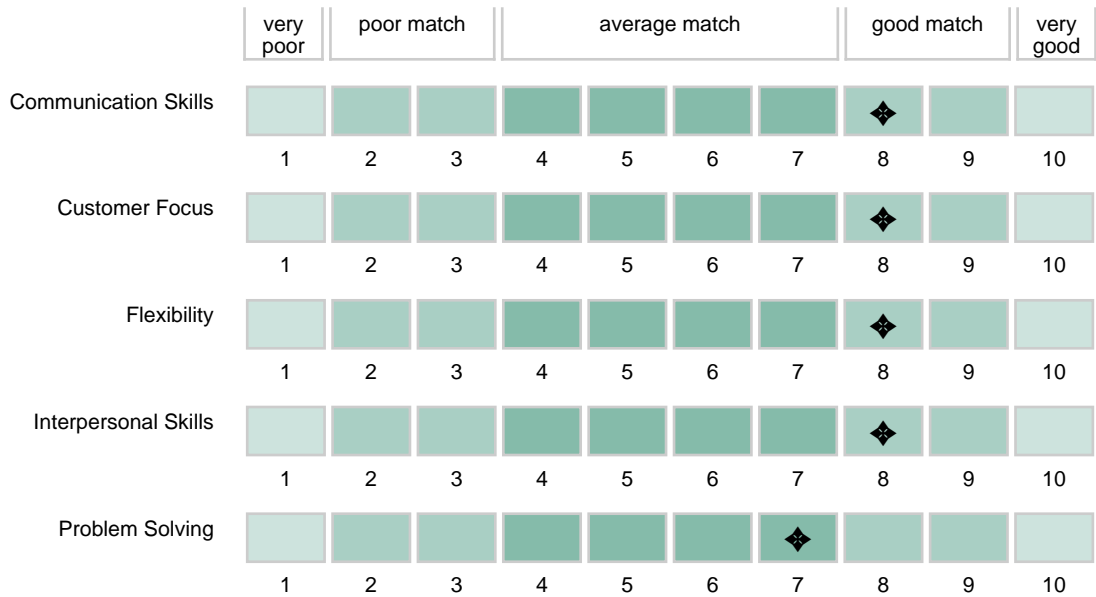 very poor match average match good match very
poor good
Communication Skills
1 2 3 4 5 6 7 8 9 10
Customer Focus
1 2 3 4 5 6 7 8 9 10
Flexibility
1 2 3 4 5 6 7 8 9 10
Interpersonal Skills
1 2 3 4 5 6 7 8 9 10
Problem Solving
1 2 3 4 5 6 7 8 9 10